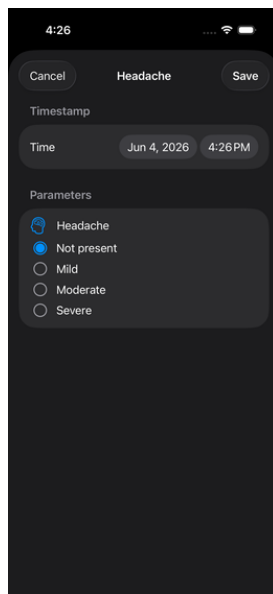 4:26
Cancel Headache Save
Timestamp
Time Jun 4, 2026 4:26 PM
Parameters
Headache
Not present
Mild
Moderate
Severe